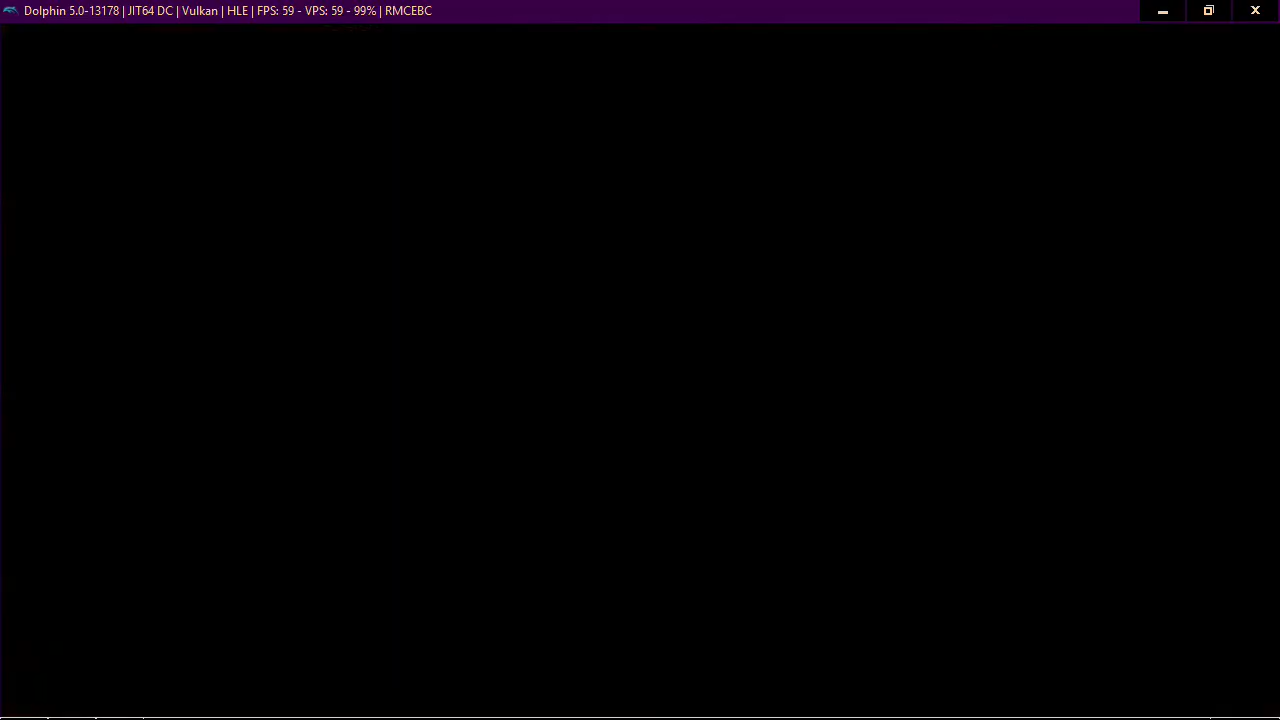 Dolphin 5.0-13178 | JIT64 DC | Vulkan | HLE | FPS: 59 - VPS: 59 - 99% | RMCEBC